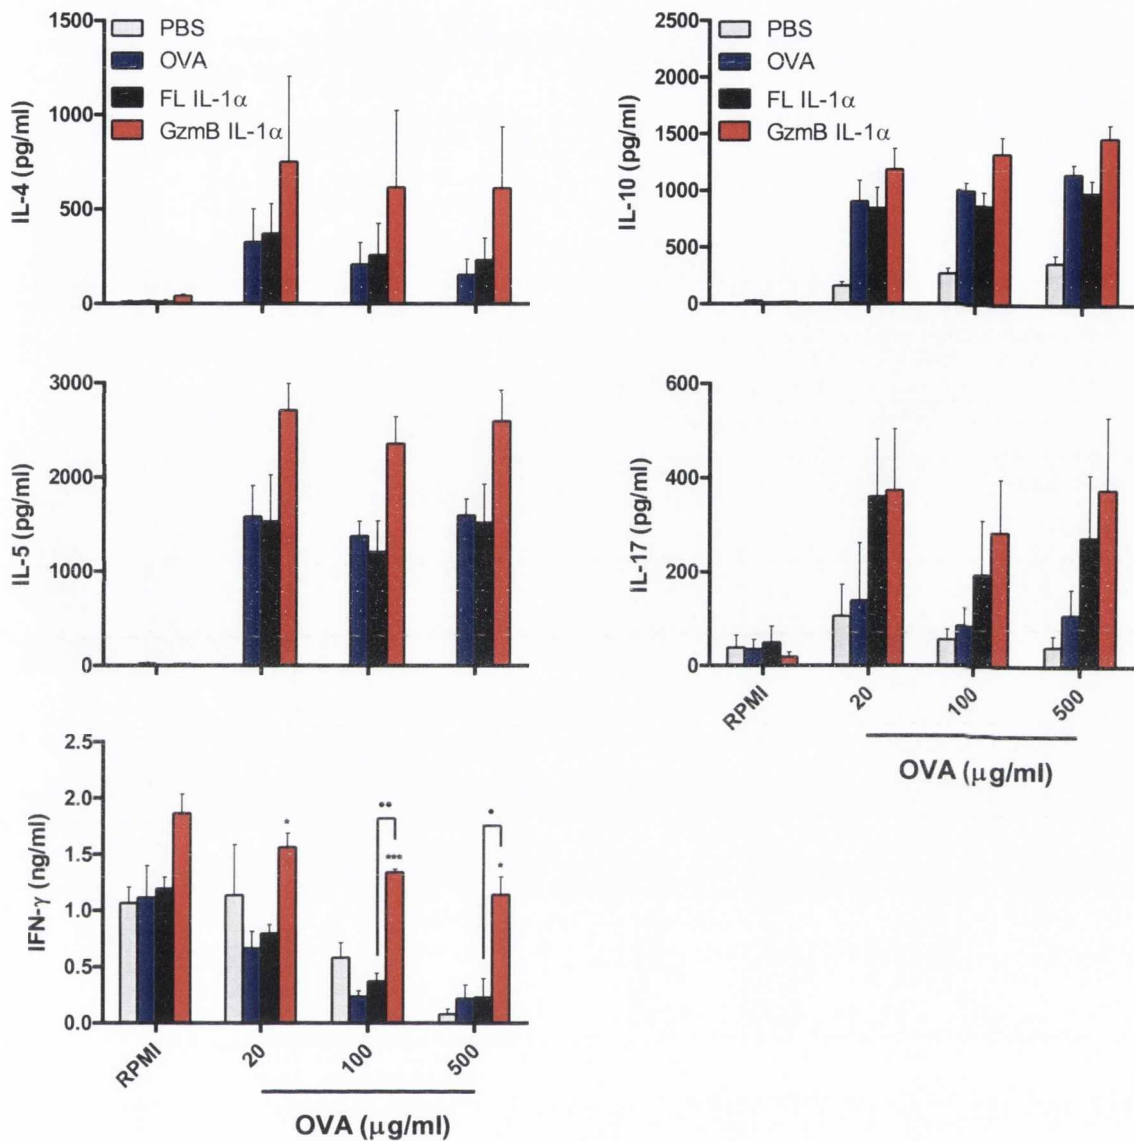 IL-4 (pg/ml)
1500
1000
500
0
PBS
OVA
FL IL-1α
GzmB IL-1α
IL-10 (pg/ml)
2500
2000
1500
1000
500
0
PBS
OVA
FL IL-1α
GzmB IL-1α
IL-5 (pg/ml)
3000
2000
1000
0
IL-17 (pg/ml)
600
400
200
0
RPMI
20
100
500
OVA (μg/ml)
IFN-γ (ng/ml)
2.5
2.0
1.5
1.0
0.5
0.0
*
**
***
*
*
RPMI
20
100
500
OVA (μg/ml)